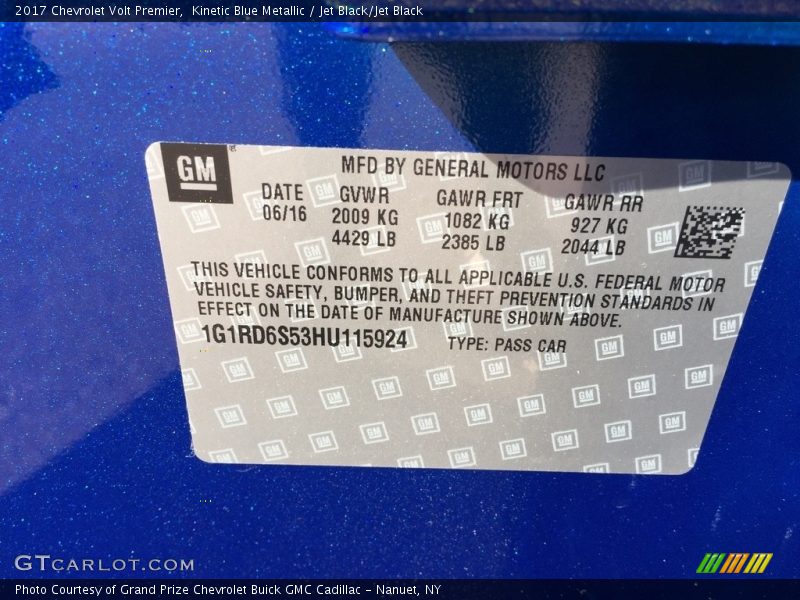 2017 Chevrolet Volt Premier, Kinetic Blue Metallic / Jet Black/Jet Black
GM
MFD BY GENERAL MOTORS LLC
DATE GVWR GAWR FRT GAWR RR
06/16 2009 KG 1082 KG 927 KG
4429 LB 2385 LB 2044 LB
THIS VEHICLE CONFORMS TO ALL APPLICABLE U.S. FEDERAL MOTOR
VEHICLE SAFETY, BUMPER, AND THEFT PREVENTION STANDARDS IN
EFFECT ON THE DATE OF MANUFACTURE SHOWN ABOVE.
1G1RD6S53HU115924 TYPE: PASS CAR
GTCARLOT.COM
Photo Courtesy of Grand Prize Chevrolet Buick GMC Cadillac - Nanuet, NY